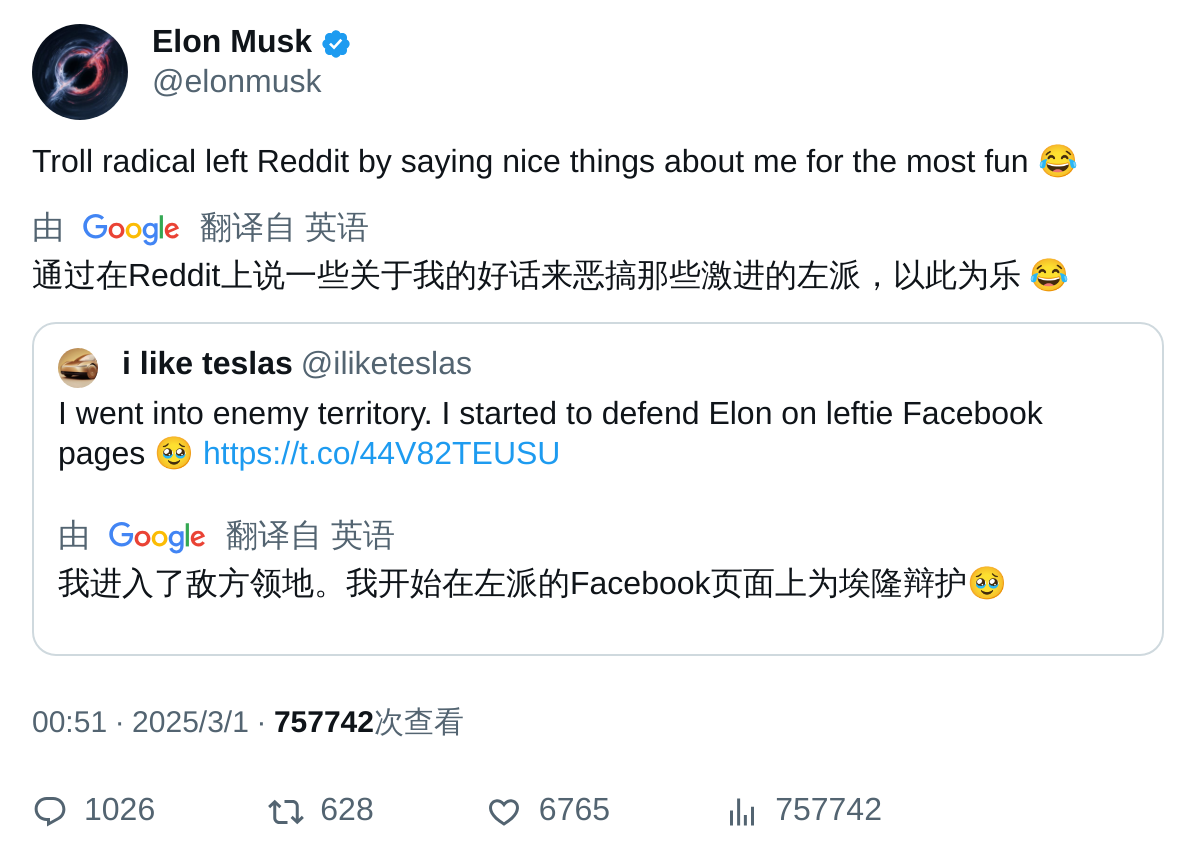 Elon Musk
@elonmusk
Troll radical left Reddit by saying nice things about me for the most fun 😂
由 Google 翻译自 英语
通过在Reddit上说一些关于我的好话来恶搞那些激进的左派，以此为乐 😂
i like teslas @iliketeslas
I went into enemy territory. I started to defend Elon on leftie Facebook
pages 🥹 https://t.co/44V82TEUSU
由 Google 翻译自 英语
我进入了敌方领地。我开始在左派的Facebook页面上为埃隆辩护🥹
00:51 · 2025/3/1 · 757742次查看
1026 628 6765 757742